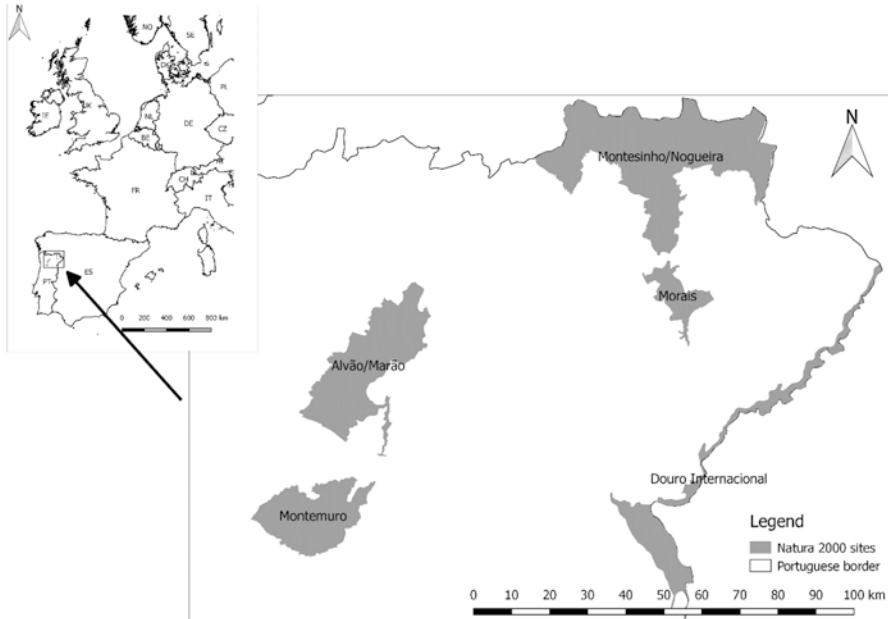 N
NO
SE
DK
IE
UK
NL
PL
DE
BE
CZ
FR
CH
IT
PT
ES
0 200 400 600 800 km
N
Montesinho/Nogueira
Morais
Alvão/Marão
Douro Internacional
Montemuro
Legend
Natura 2000 sites
Portuguese border
0 10 20 30 40 50 60 70 80 90 100 km